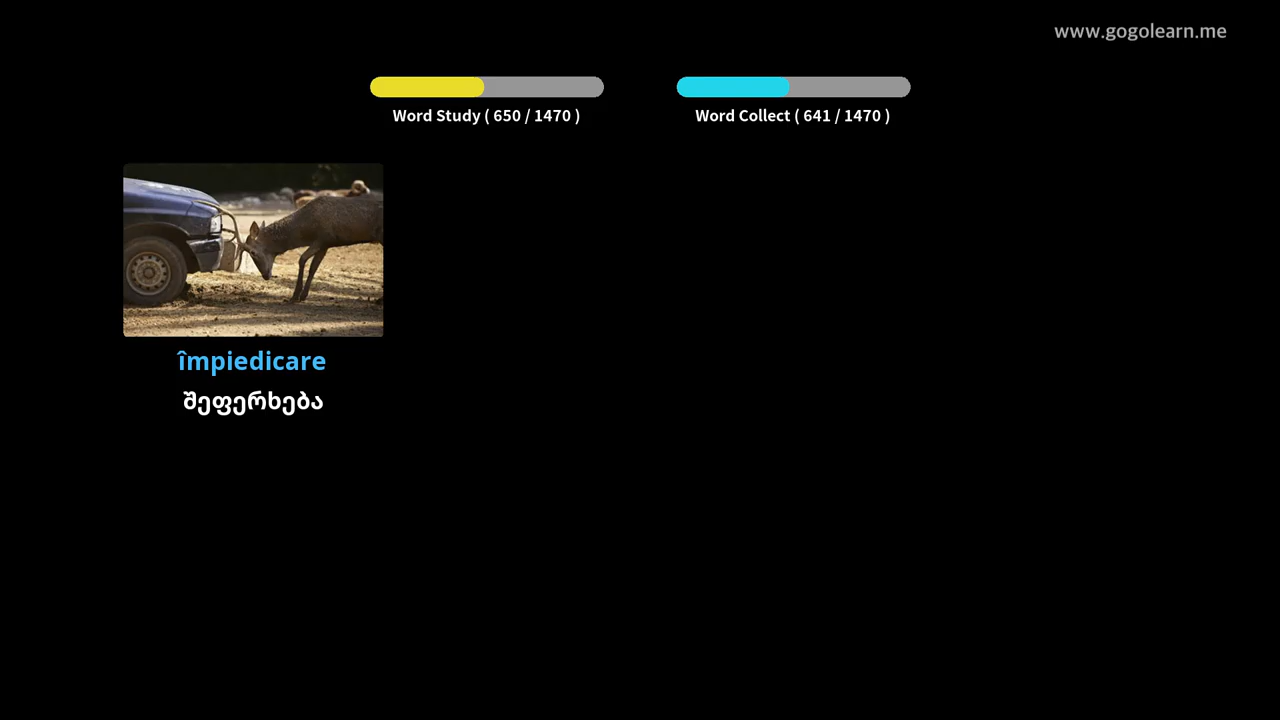 www.gogolearn.me
Word Study ( 650 / 1470 )
Word Collect ( 641 / 1470 )
împiedicare
შეფერხება